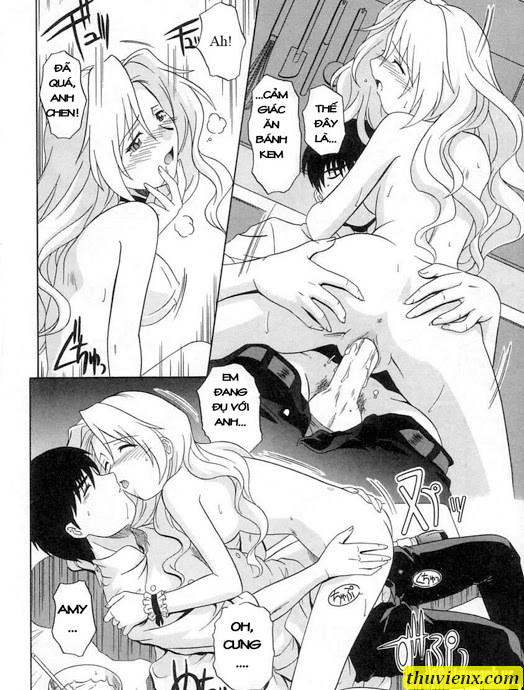 Ah!
ĐÃ
QUÁ,
ANH
CHEN!
THẾ
ĐÂY
LÀ...
...CẢM
GIÁC
ĂN
BÁNH
KEM
EM
ĐANG
ĐỤ VỚI
ANH...
AMY
...
OH,
CƯNG
....
thuvienx.com